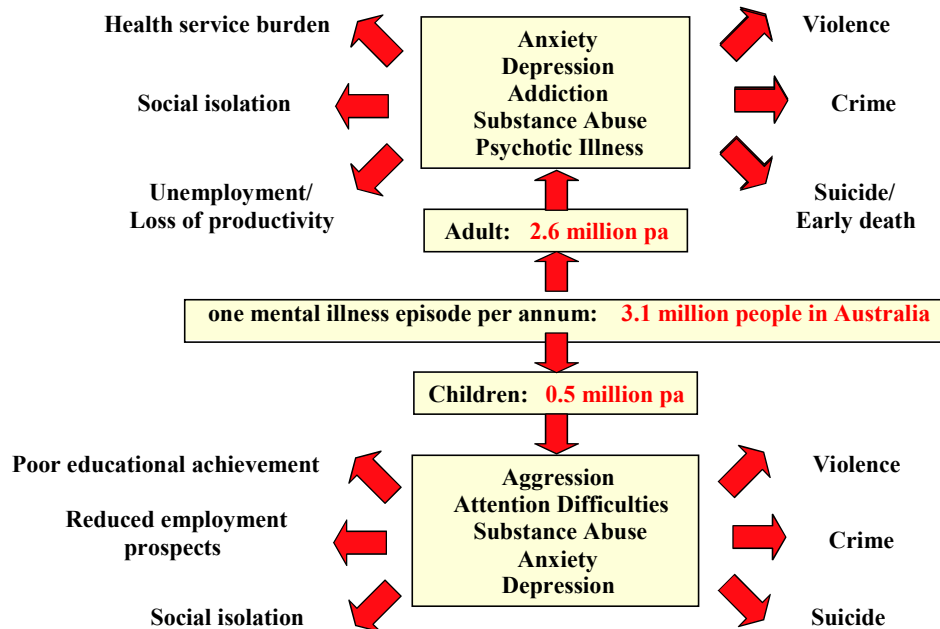 Health service burden
Social isolation
Unemployment/
Loss of productivity
Anxiety
Depression
Addiction
Substance Abuse
Psychotic Illness
Violence
Crime
Suicide/
Early death
Adult: 2.6 million pa
one mental illness episode per annum: 3.1 million people in Australia
Children: 0.5 million pa
Poor educational achievement
Reduced employment
prospects
Social isolation
Aggression
Attention Difficulties
Substance Abuse
Anxiety
Depression
Violence
Crime
Suicide